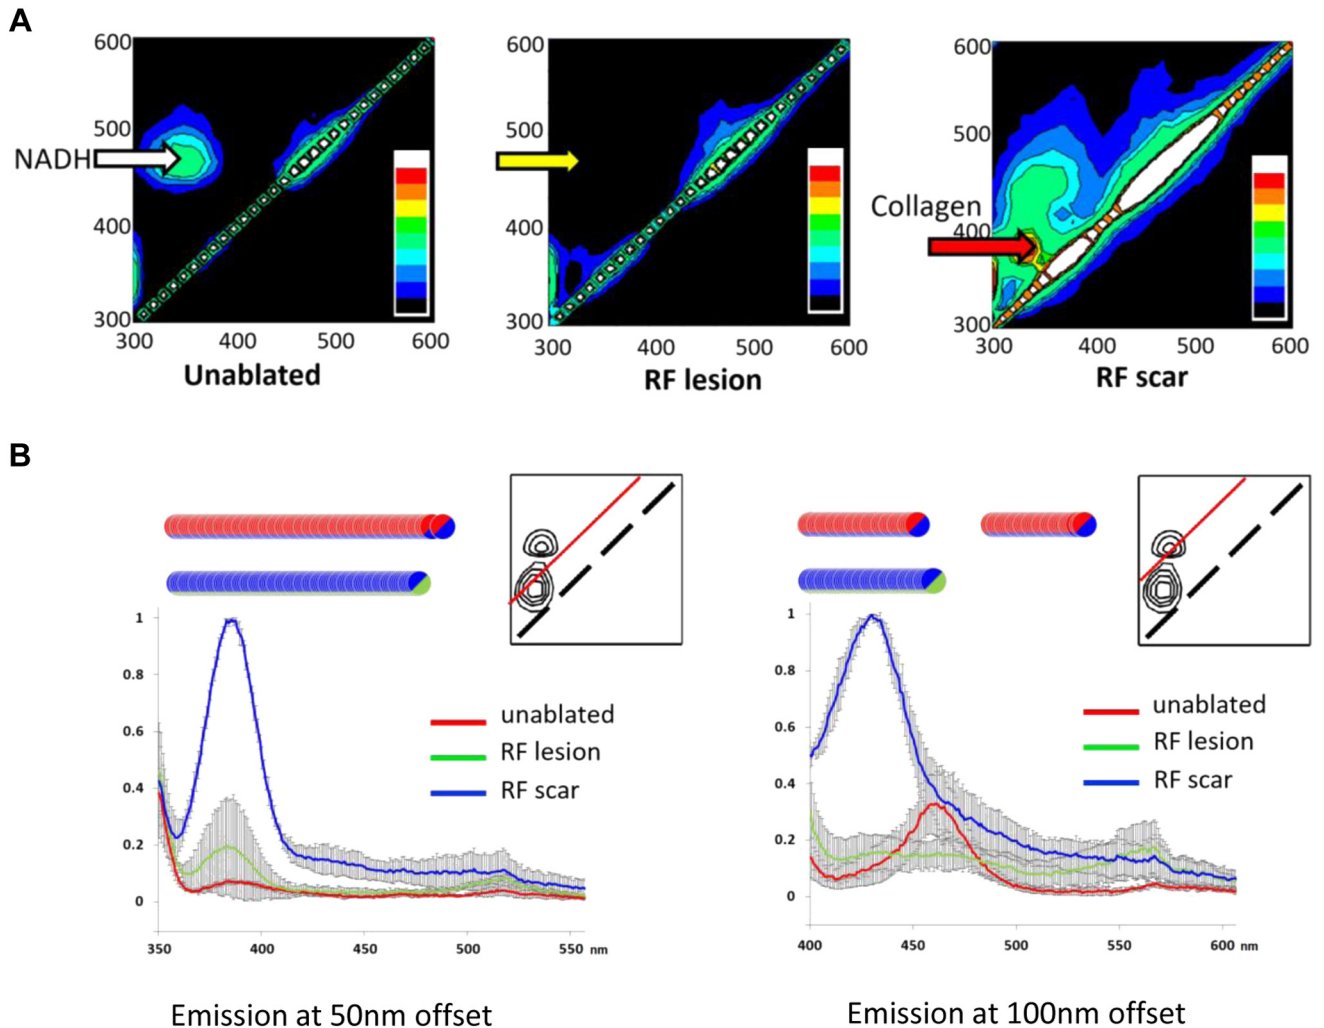 A
600
500
400
300
300 400 500 600
NADH
Unablated
600
500
400
300
300 400 500 600
RF lesion
600
500
400
300
300 400 500 600
Collagen
RF scar
B
1
0.8
0.6
0.4
0.2
0
350 400 450 500 550 nm
unablated
RF lesion
RF scar
Emission at 50nm offset
1
0.8
0.6
0.4
0.2
0
400 450 500 550 600 nm
unablated
RF lesion
RF scar
Emission at 100nm offset